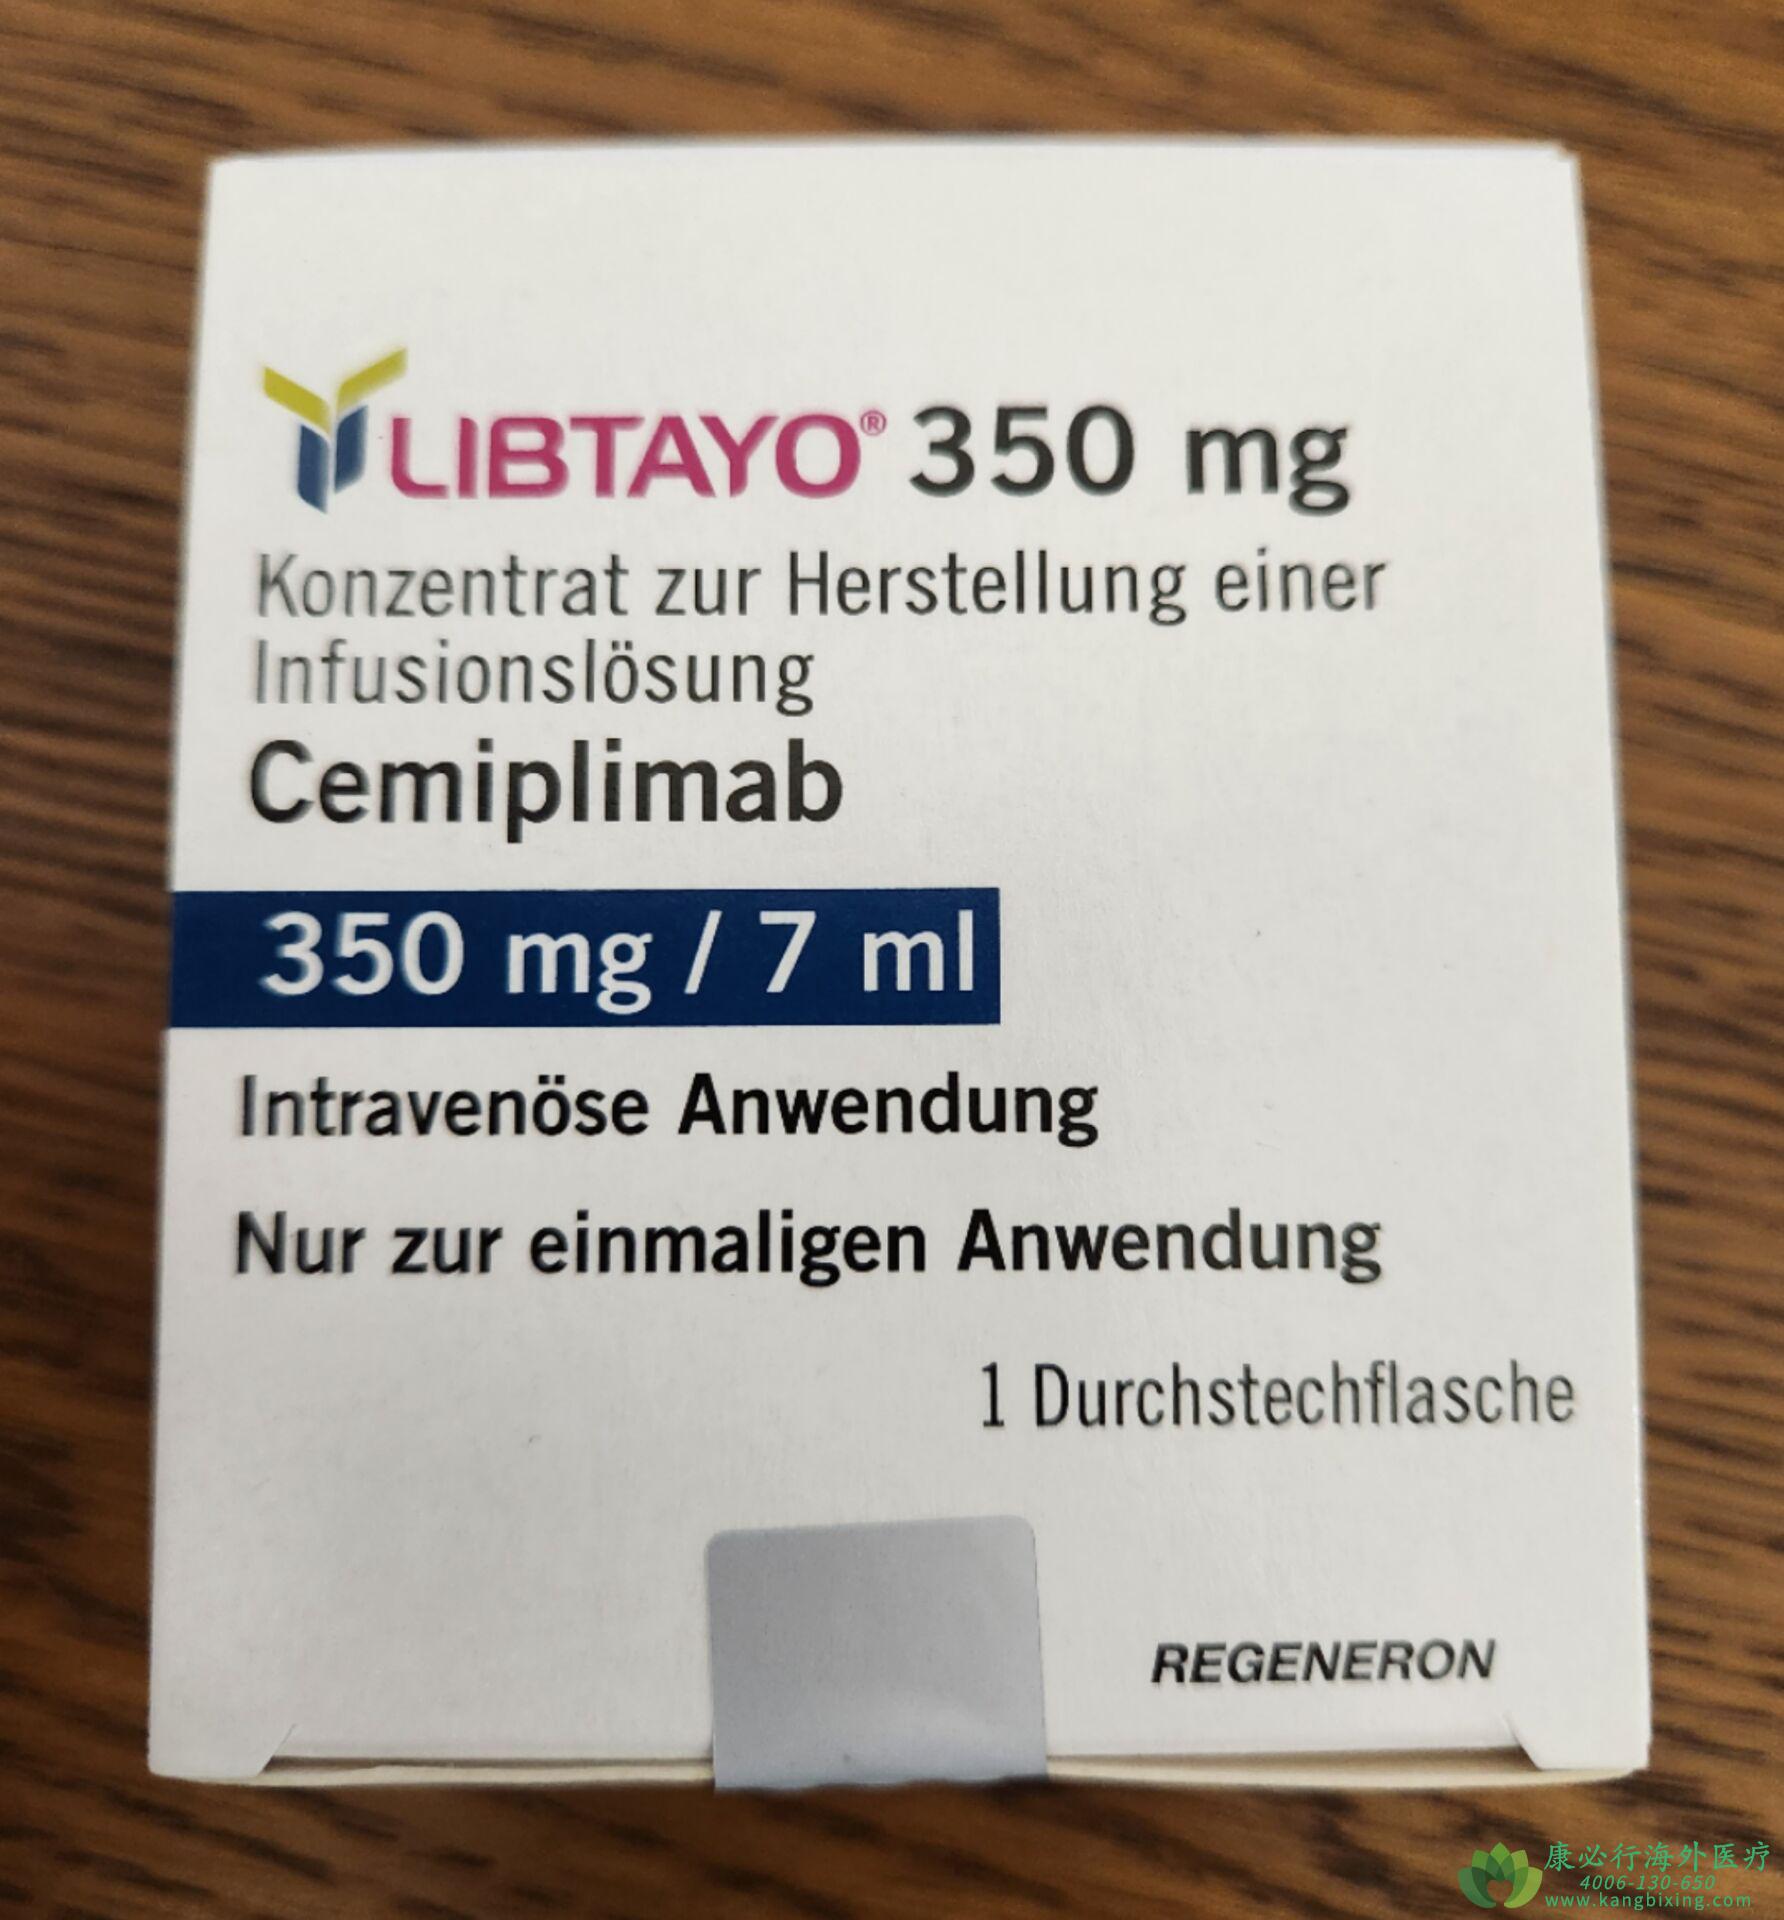 LIBTAYO® 350 mg
Konzentrat zur Herstellung einer
Infusionslösung
Cemiplimab
350 mg / 7 ml
Intravenöse Anwendung
Nur zur einmaligen Anwendung
1 Durchstechflasche
REGENERON
康必行海外医疗
4006-130-650
www.kangbixing.com